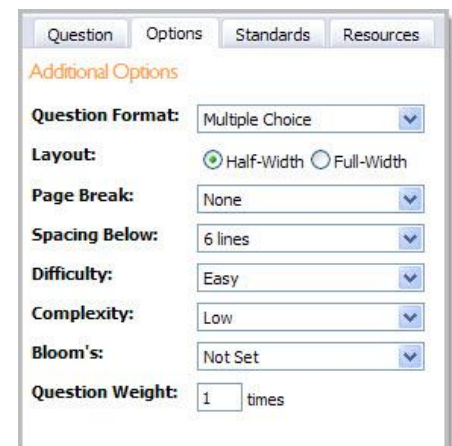 Question Options Standards Resources
Additional Options
Question Format: Multiple Choice
Layout: Half-Width Full-Width
Page Break: None
Spacing Below: 6 lines
Difficulty: Easy
Complexity: Low
Bloom's: Not Set
Question Weight: 1 times